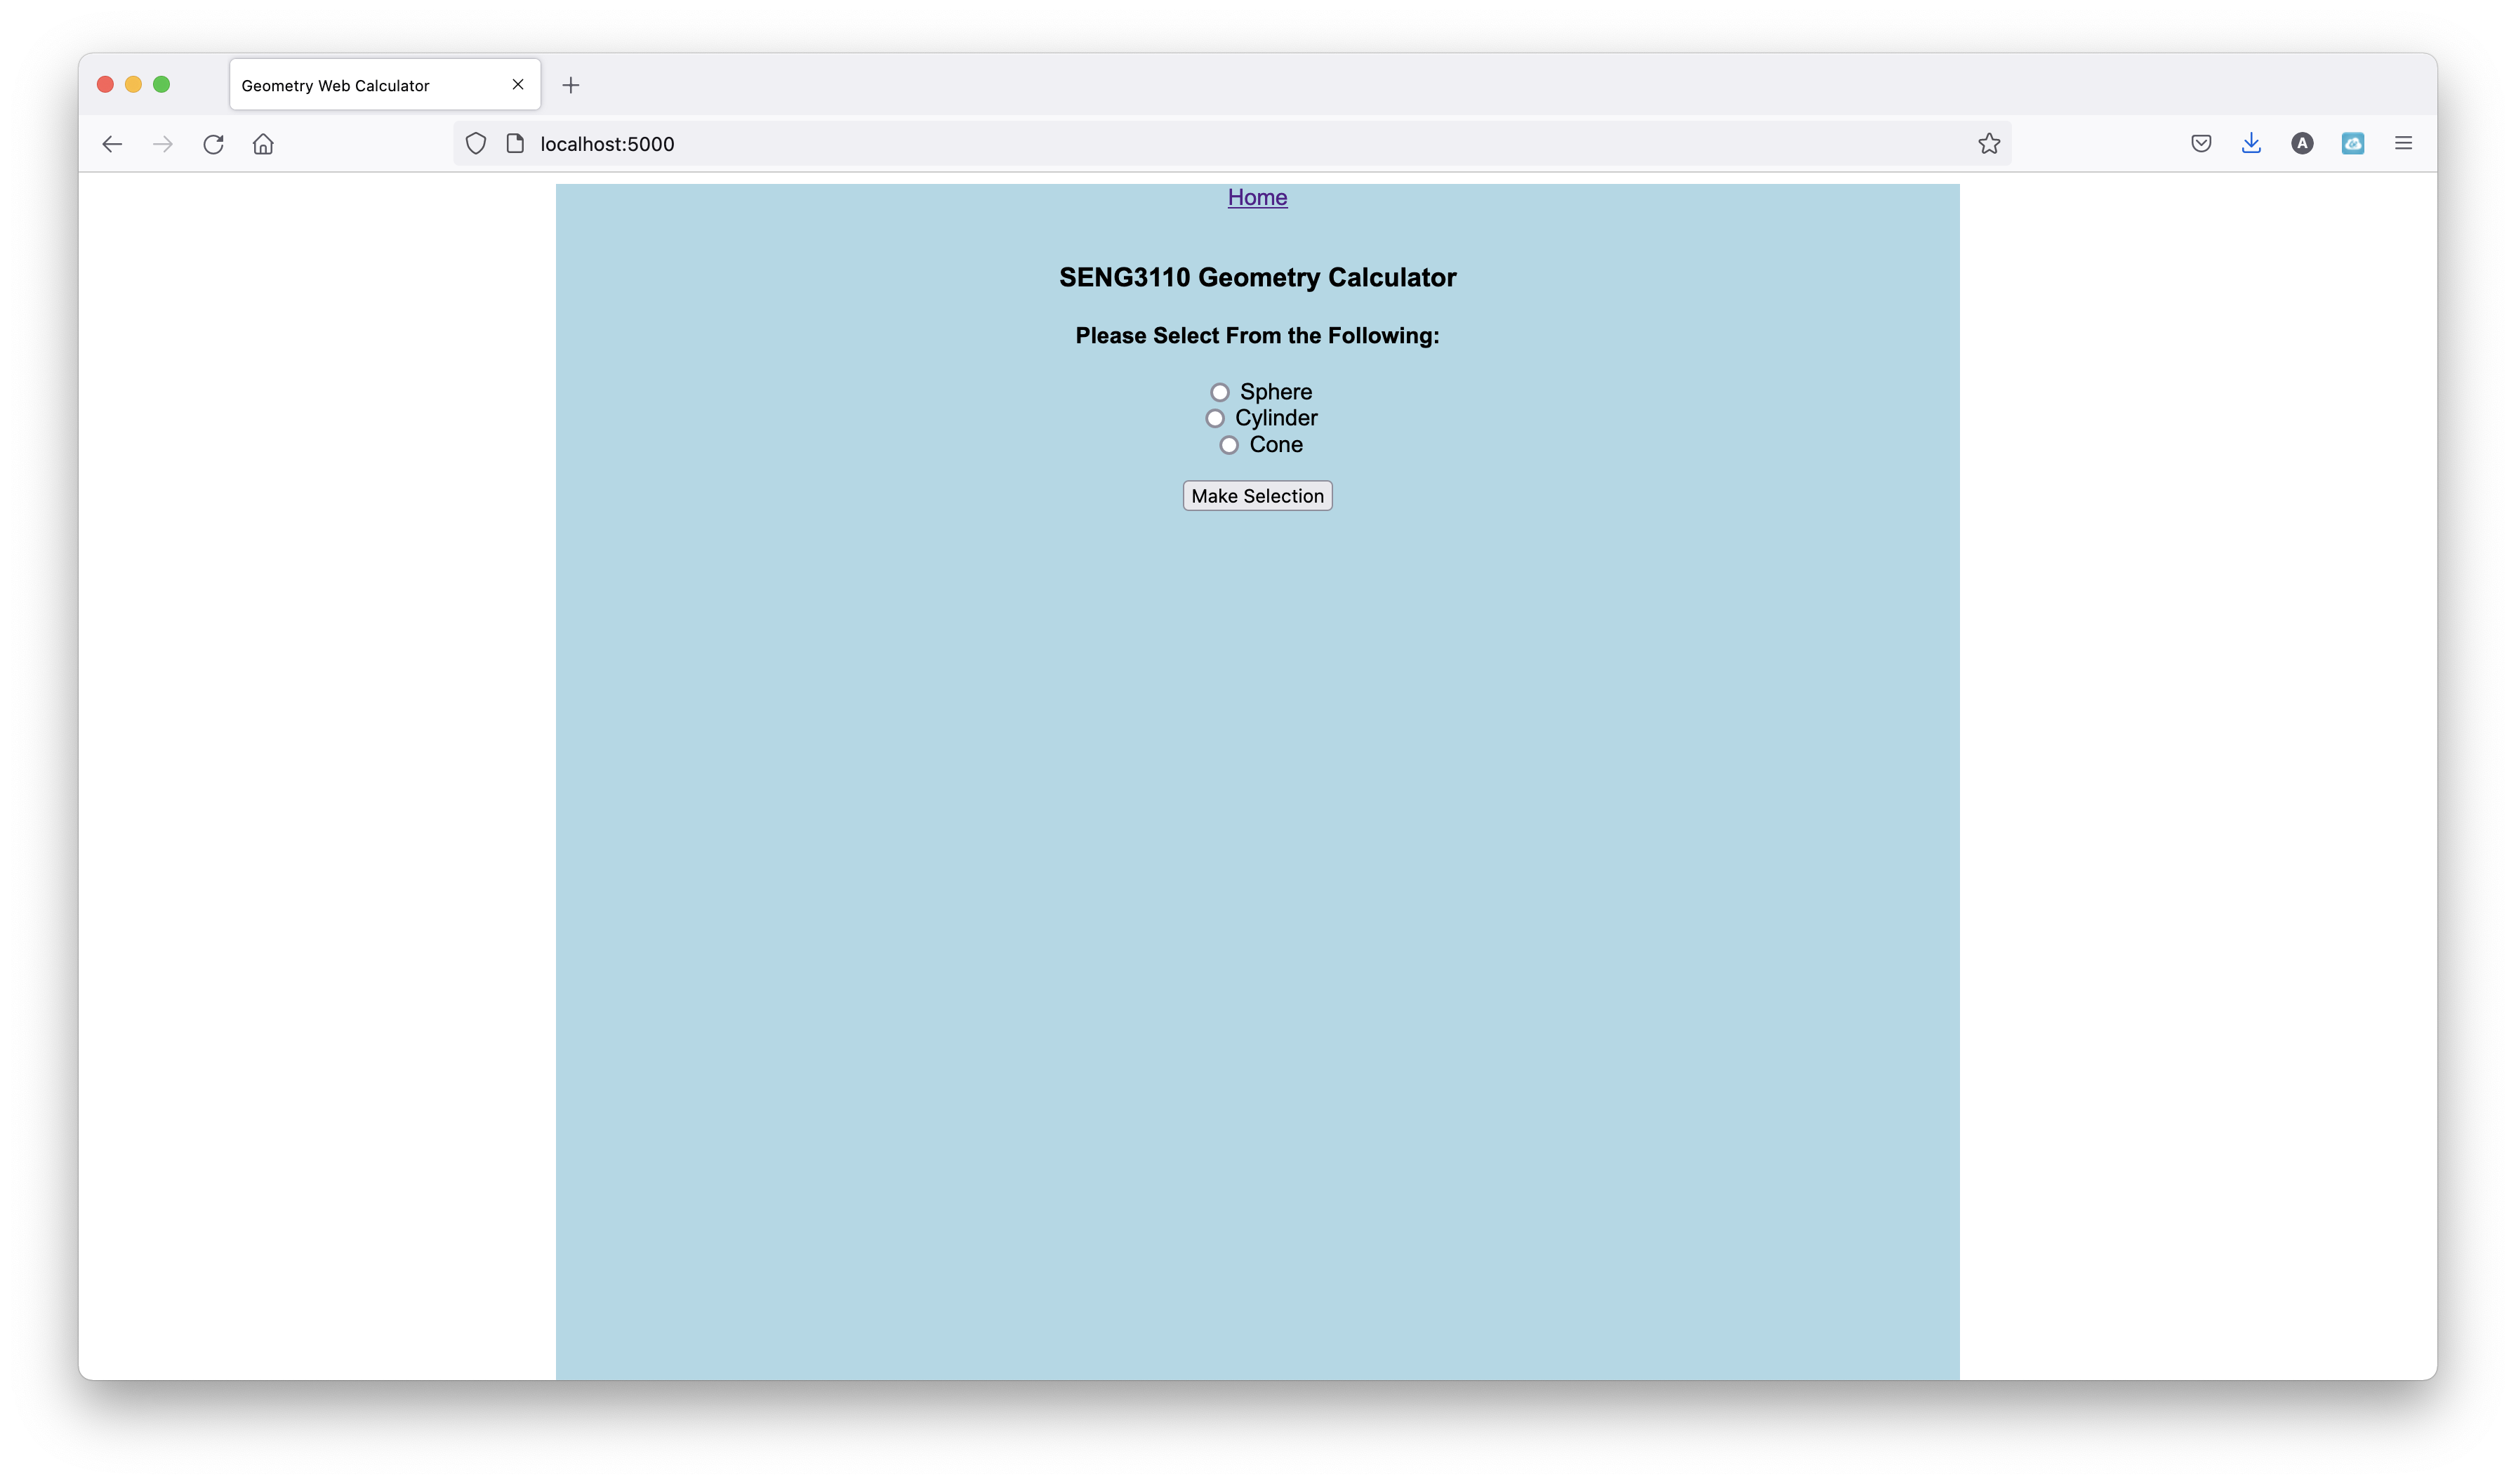 Geometry Web Calculator
localhost:5000
A
Home
SENG3110 Geometry Calculator
Please Select From the Following:
Sphere
Cylinder
Cone
Make Selection